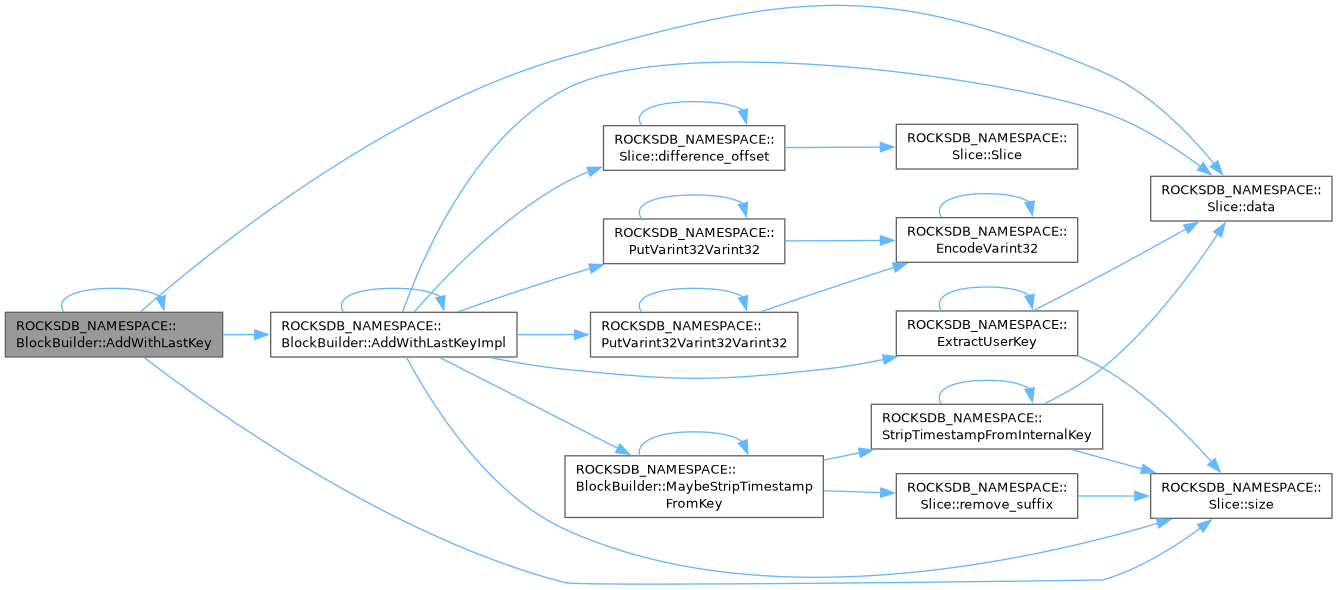 ROCKSDB_NAMESPACE::
BlockBuilder::AddWithLastKey
ROCKSDB_NAMESPACE::
BlockBuilder::AddWithLastKeyImpl
ROCKSDB_NAMESPACE::
Slice::difference_offset
ROCKSDB_NAMESPACE::
PutVarint32Varint32
ROCKSDB_NAMESPACE::
PutVarint32Varint32Varint32
ROCKSDB_NAMESPACE::
BlockBuilder::MaybeStripTimestamp
FromKey
ROCKSDB_NAMESPACE::
Slice::Slice
ROCKSDB_NAMESPACE::
EncodeVarint32
ROCKSDB_NAMESPACE::
ExtractUserKey
ROCKSDB_NAMESPACE::
StripTimestampFromInternalKey
ROCKSDB_NAMESPACE::
Slice::remove_suffix
ROCKSDB_NAMESPACE::
Slice::data
ROCKSDB_NAMESPACE::
Slice::size